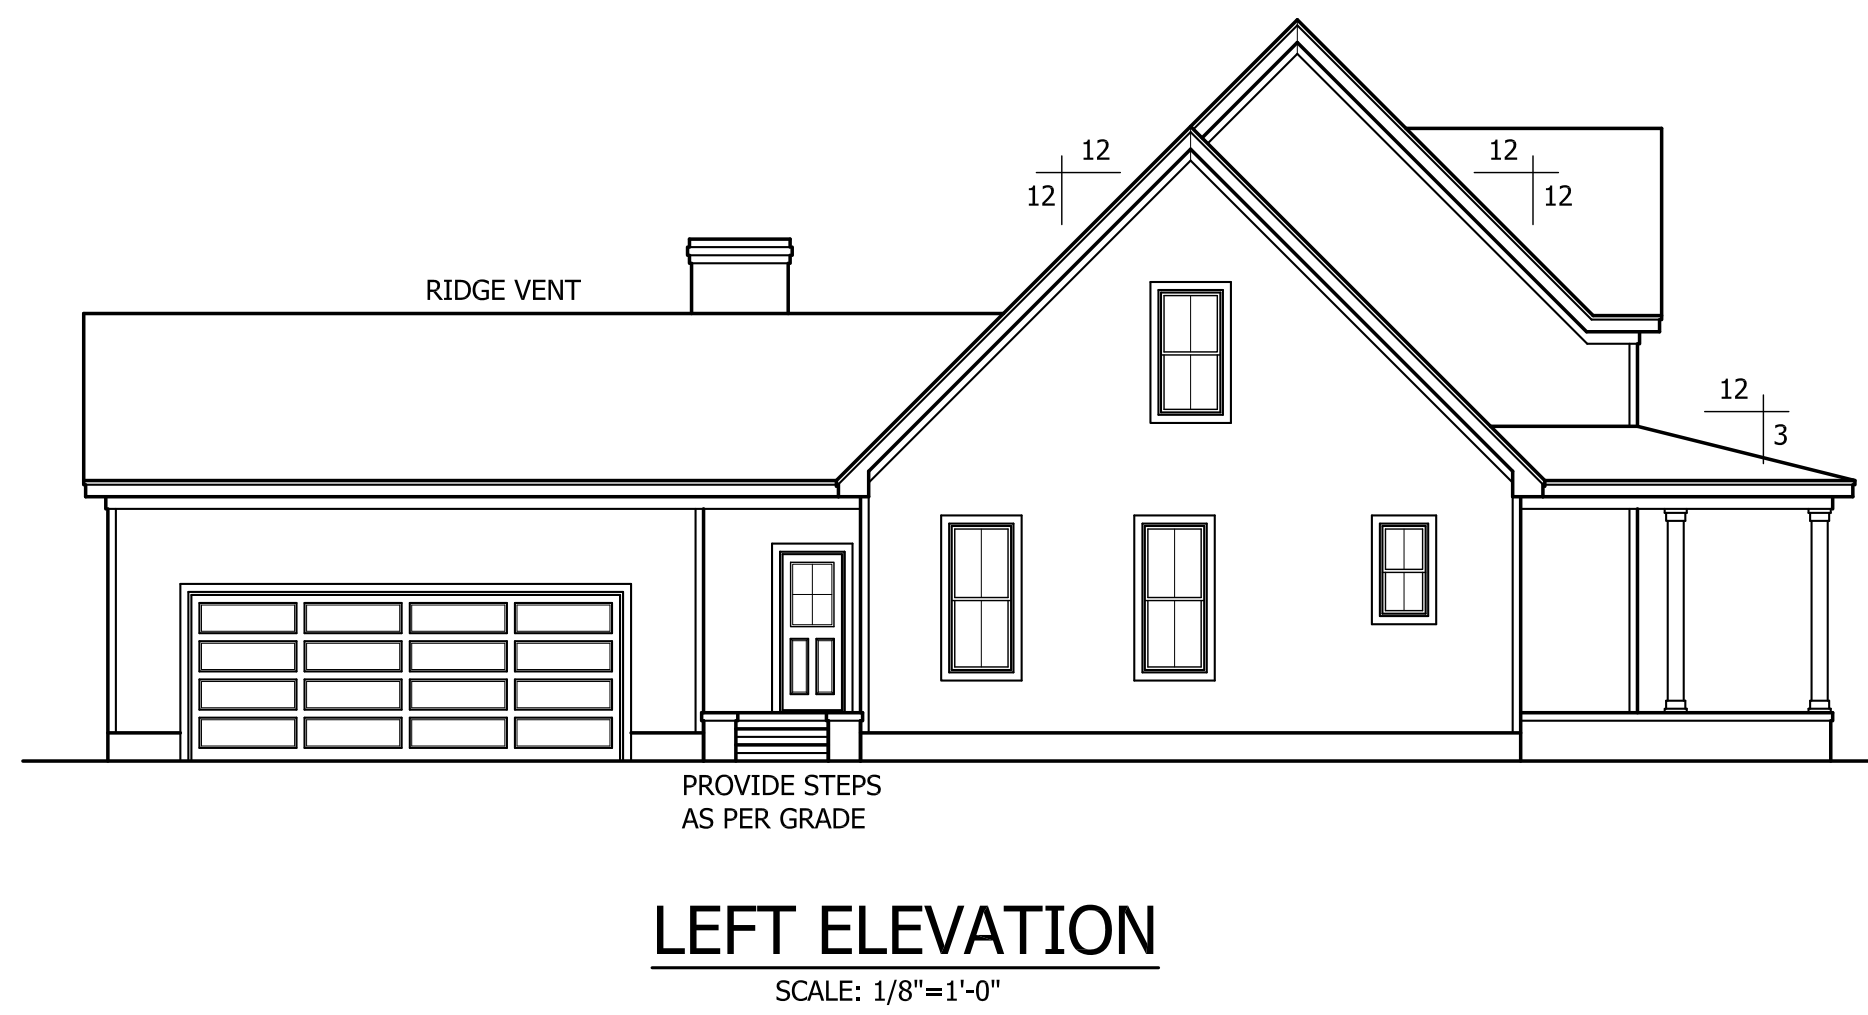 12
12
12
12
RIDGE VENT
12
3
PROVIDE STEPS
AS PER GRADE
LEFT ELEVATION
SCALE: 1/8"=1'-0"